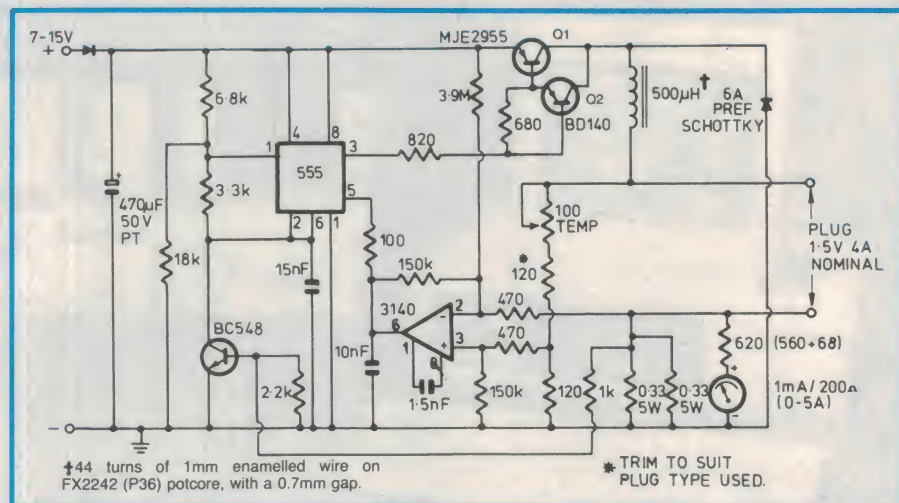 7-15V
+
MJE2955
Q1
Q2
BD140
3·9M
680
500µH†
6A
PREF
SCHOTTKY
6.8k
4
8
1
555
3
820
5
3·3k
2
6
1
470µF
50V
PT
+
18k
15nF
100
150k
100
TEMP
*
120
PLUG
1·5V 4A
NOMINAL
3140
6
2
-
470
1
+
3
470
8
10nF
1·5nF
BC548
2·2k
150k
120
1k
0·33
5W
0·33
5W
620 (560+68)
+
1mA/200Ω
(0-5A)
-
-
†44 turns of 1mm enamelled wire on
FX2242 (P36) potcore, with a 0.7mm gap.
* TRIM TO SUIT
PLUG TYPE USED.